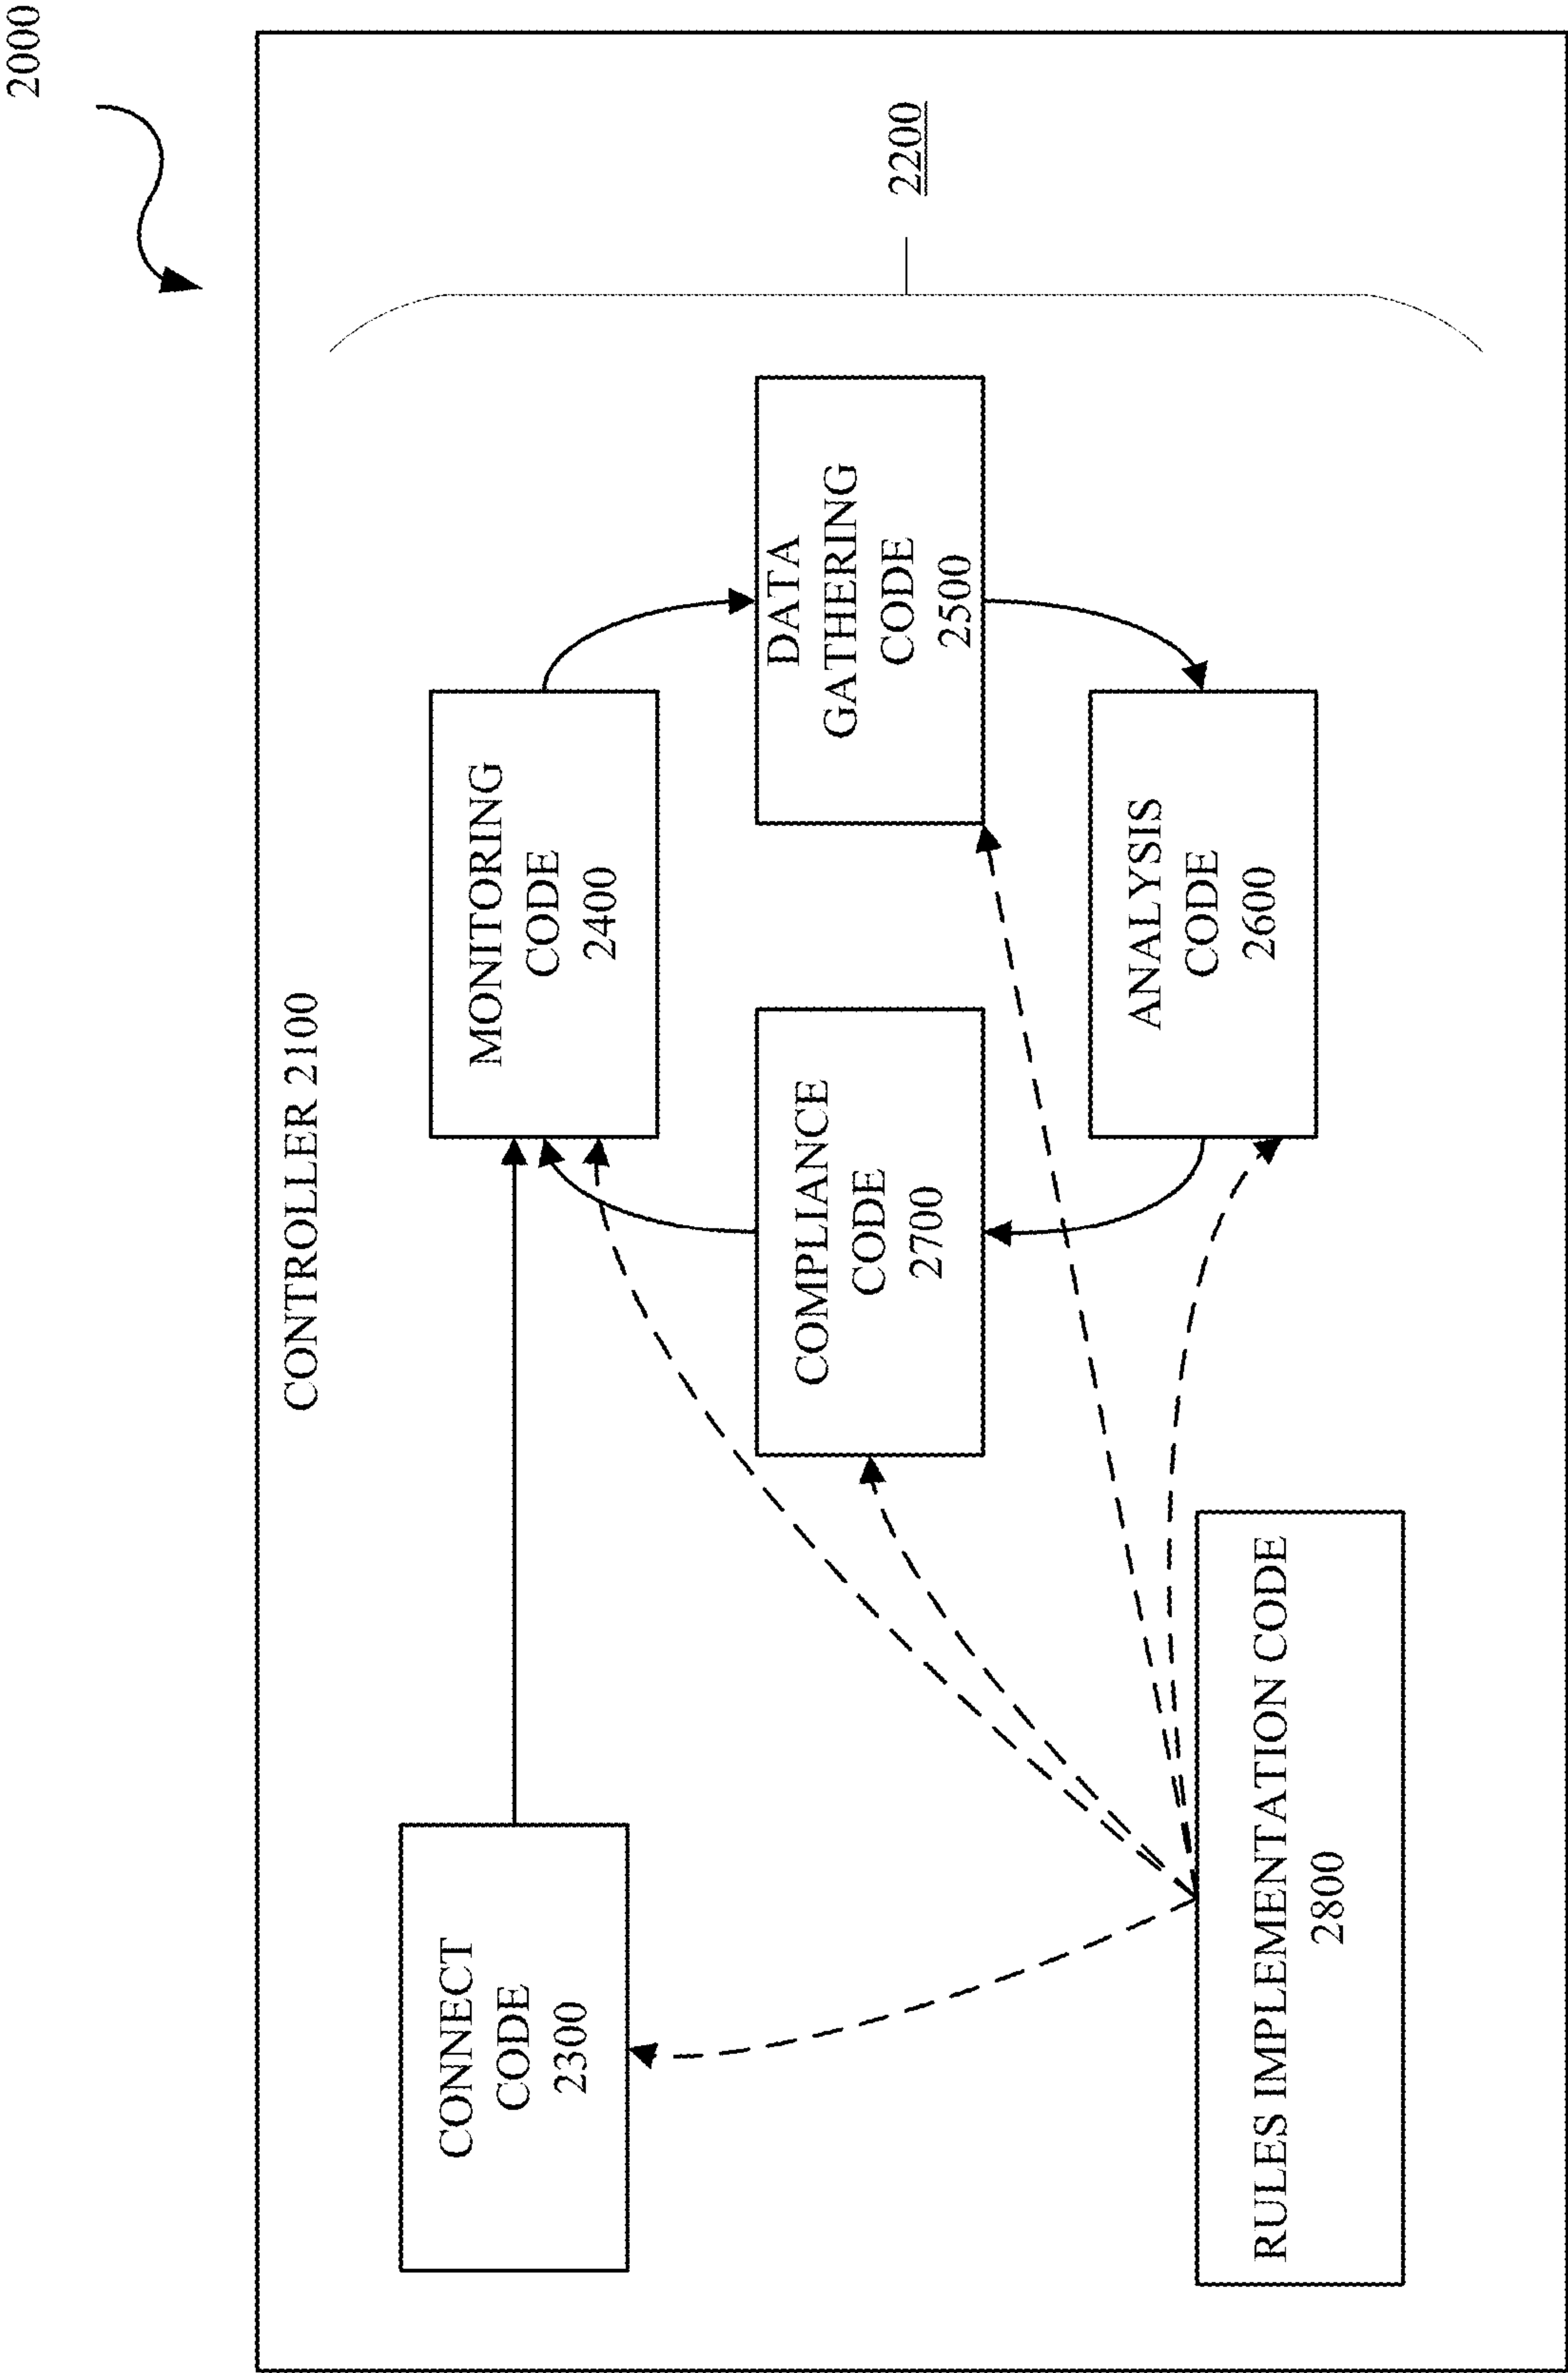 2000
CONTROLLER 2100
2200
CONNECT
CODE
2300
MONITORING
CODE
2400
COMPLIANCE
CODE
2700
DATA
GATHERING
CODE
2500
ANALYSIS
CODE
2600
RULES IMPLEMENTATION CODE
2800